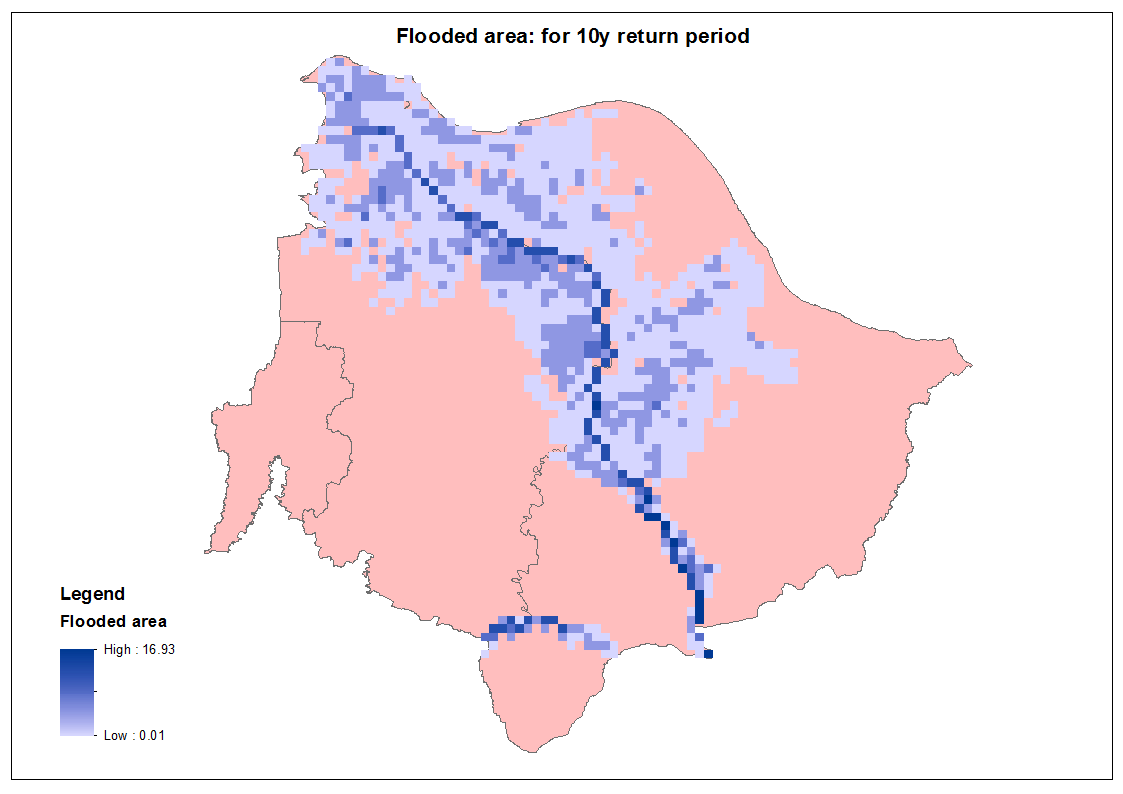 Flooded area: for 10y return period
Legend
Flooded area
High : 16.93
Low : 0.01